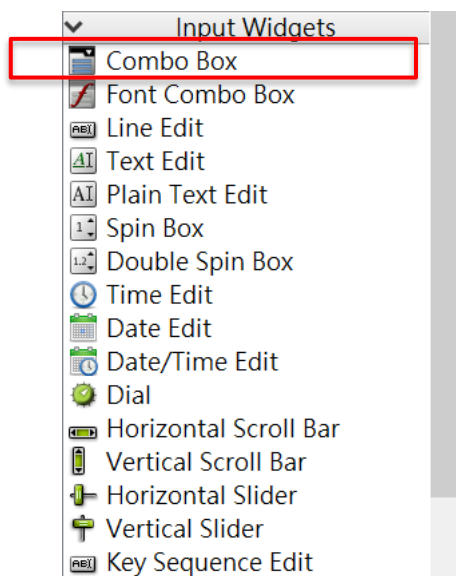 Input Widgets
Combo Box
Font Combo Box
Line Edit
Text Edit
Plain Text Edit
Spin Box
Double Spin Box
Time Edit
Date Edit
Date/Time Edit
Dial
Horizontal Scroll Bar
Vertical Scroll Bar
Horizontal Slider
Vertical Slider
Key Sequence Edit